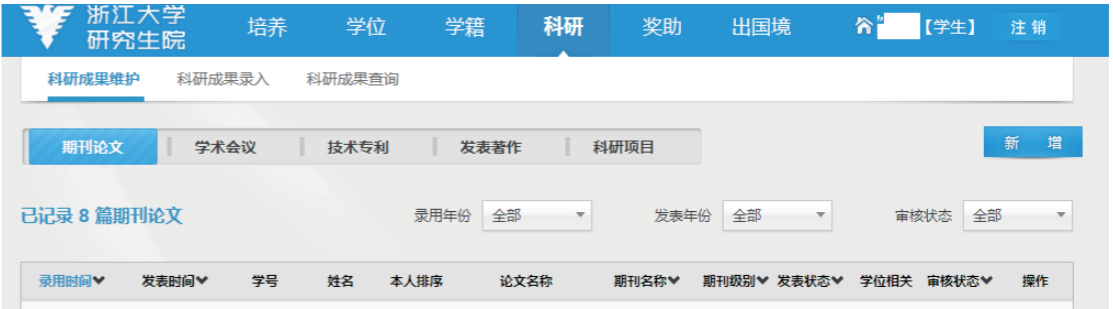 浙江大学
研究生院
培养 学位 学籍 科研 奖助 出国境 【学生】 注销
科研成果维护 科研成果录入 科研成果查询
期刊论文 学术会议 技术专利 发表著作 科研项目 新 增
已记录 8 篇期刊论文 录用年份 全部 发表年份 全部 审核状态 全部
录用时间 发表时间 学号 姓名 本人排序 论文名称 期刊名称 期刊级别 发表状态 学位相关 审核状态 操作